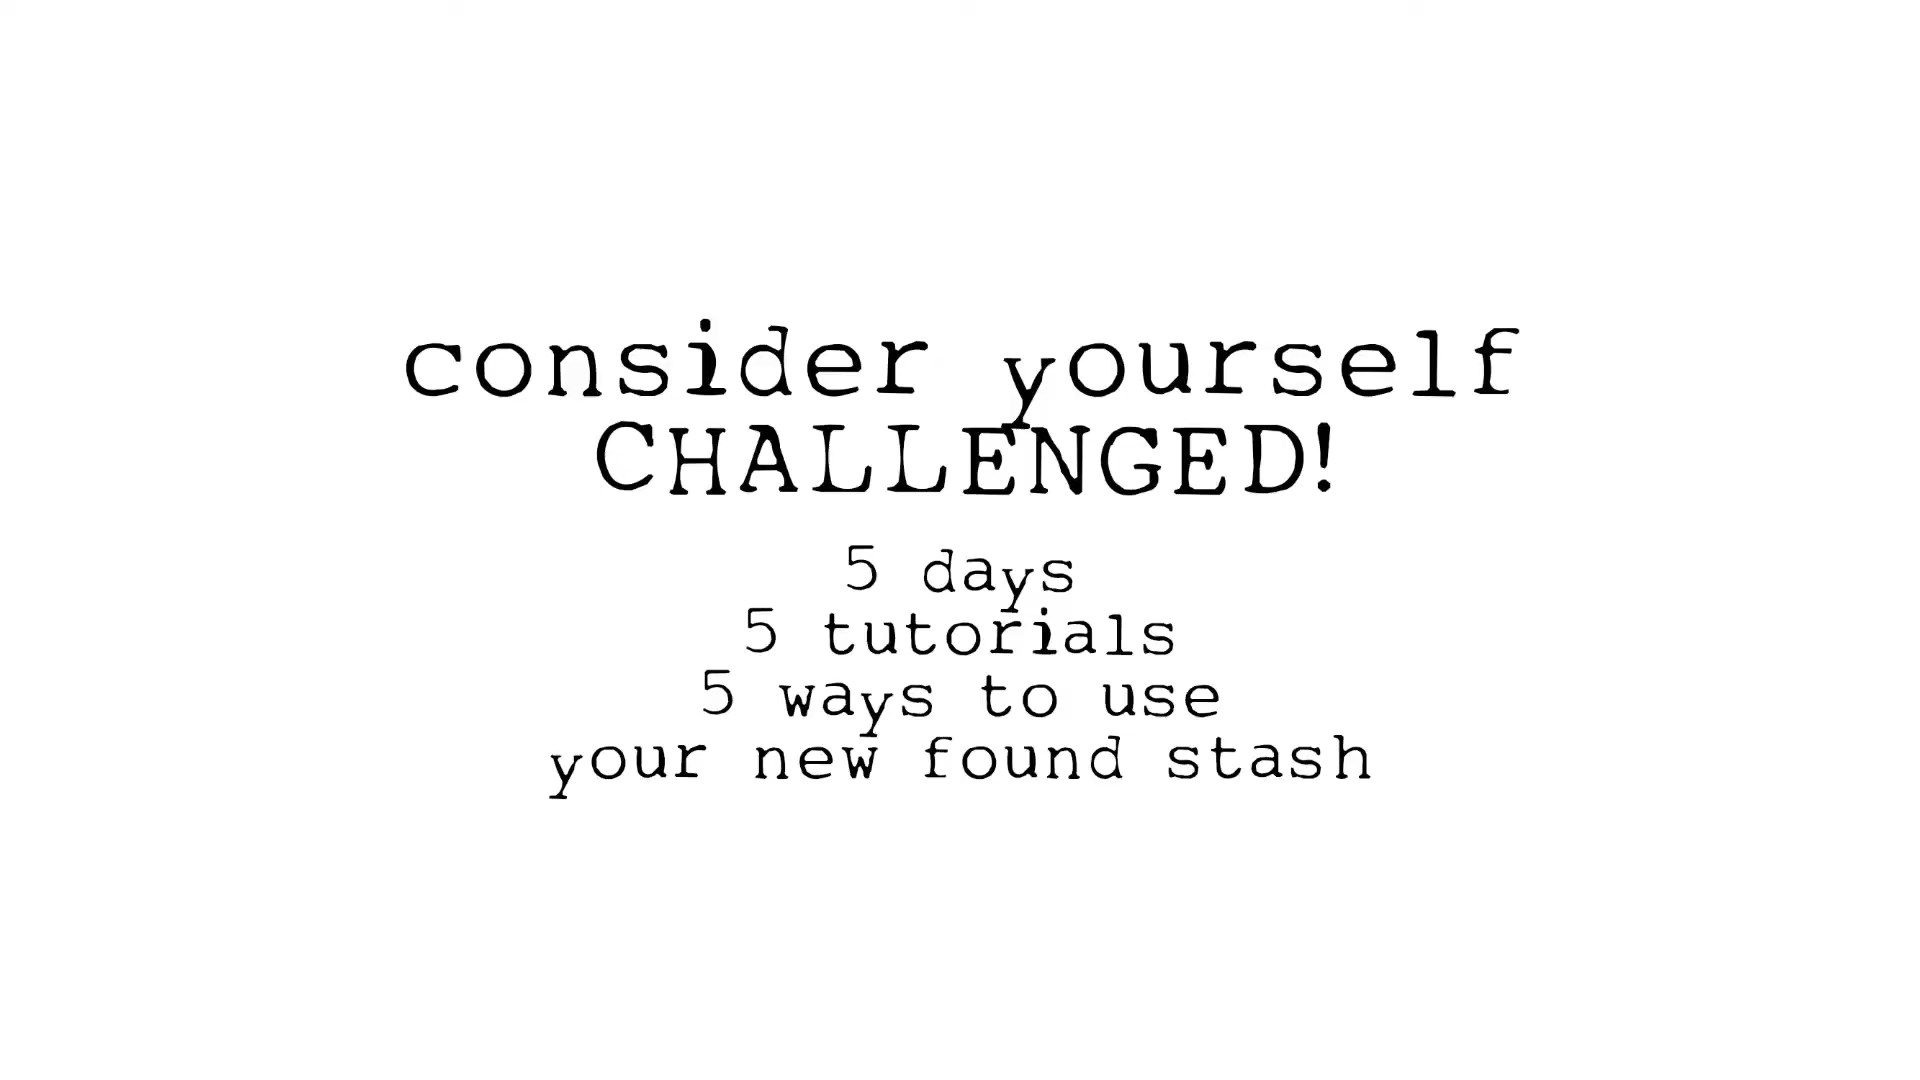 consider yourself
CHALLENGED!
5 days
5 tutorials
5 ways to use
your new found stash